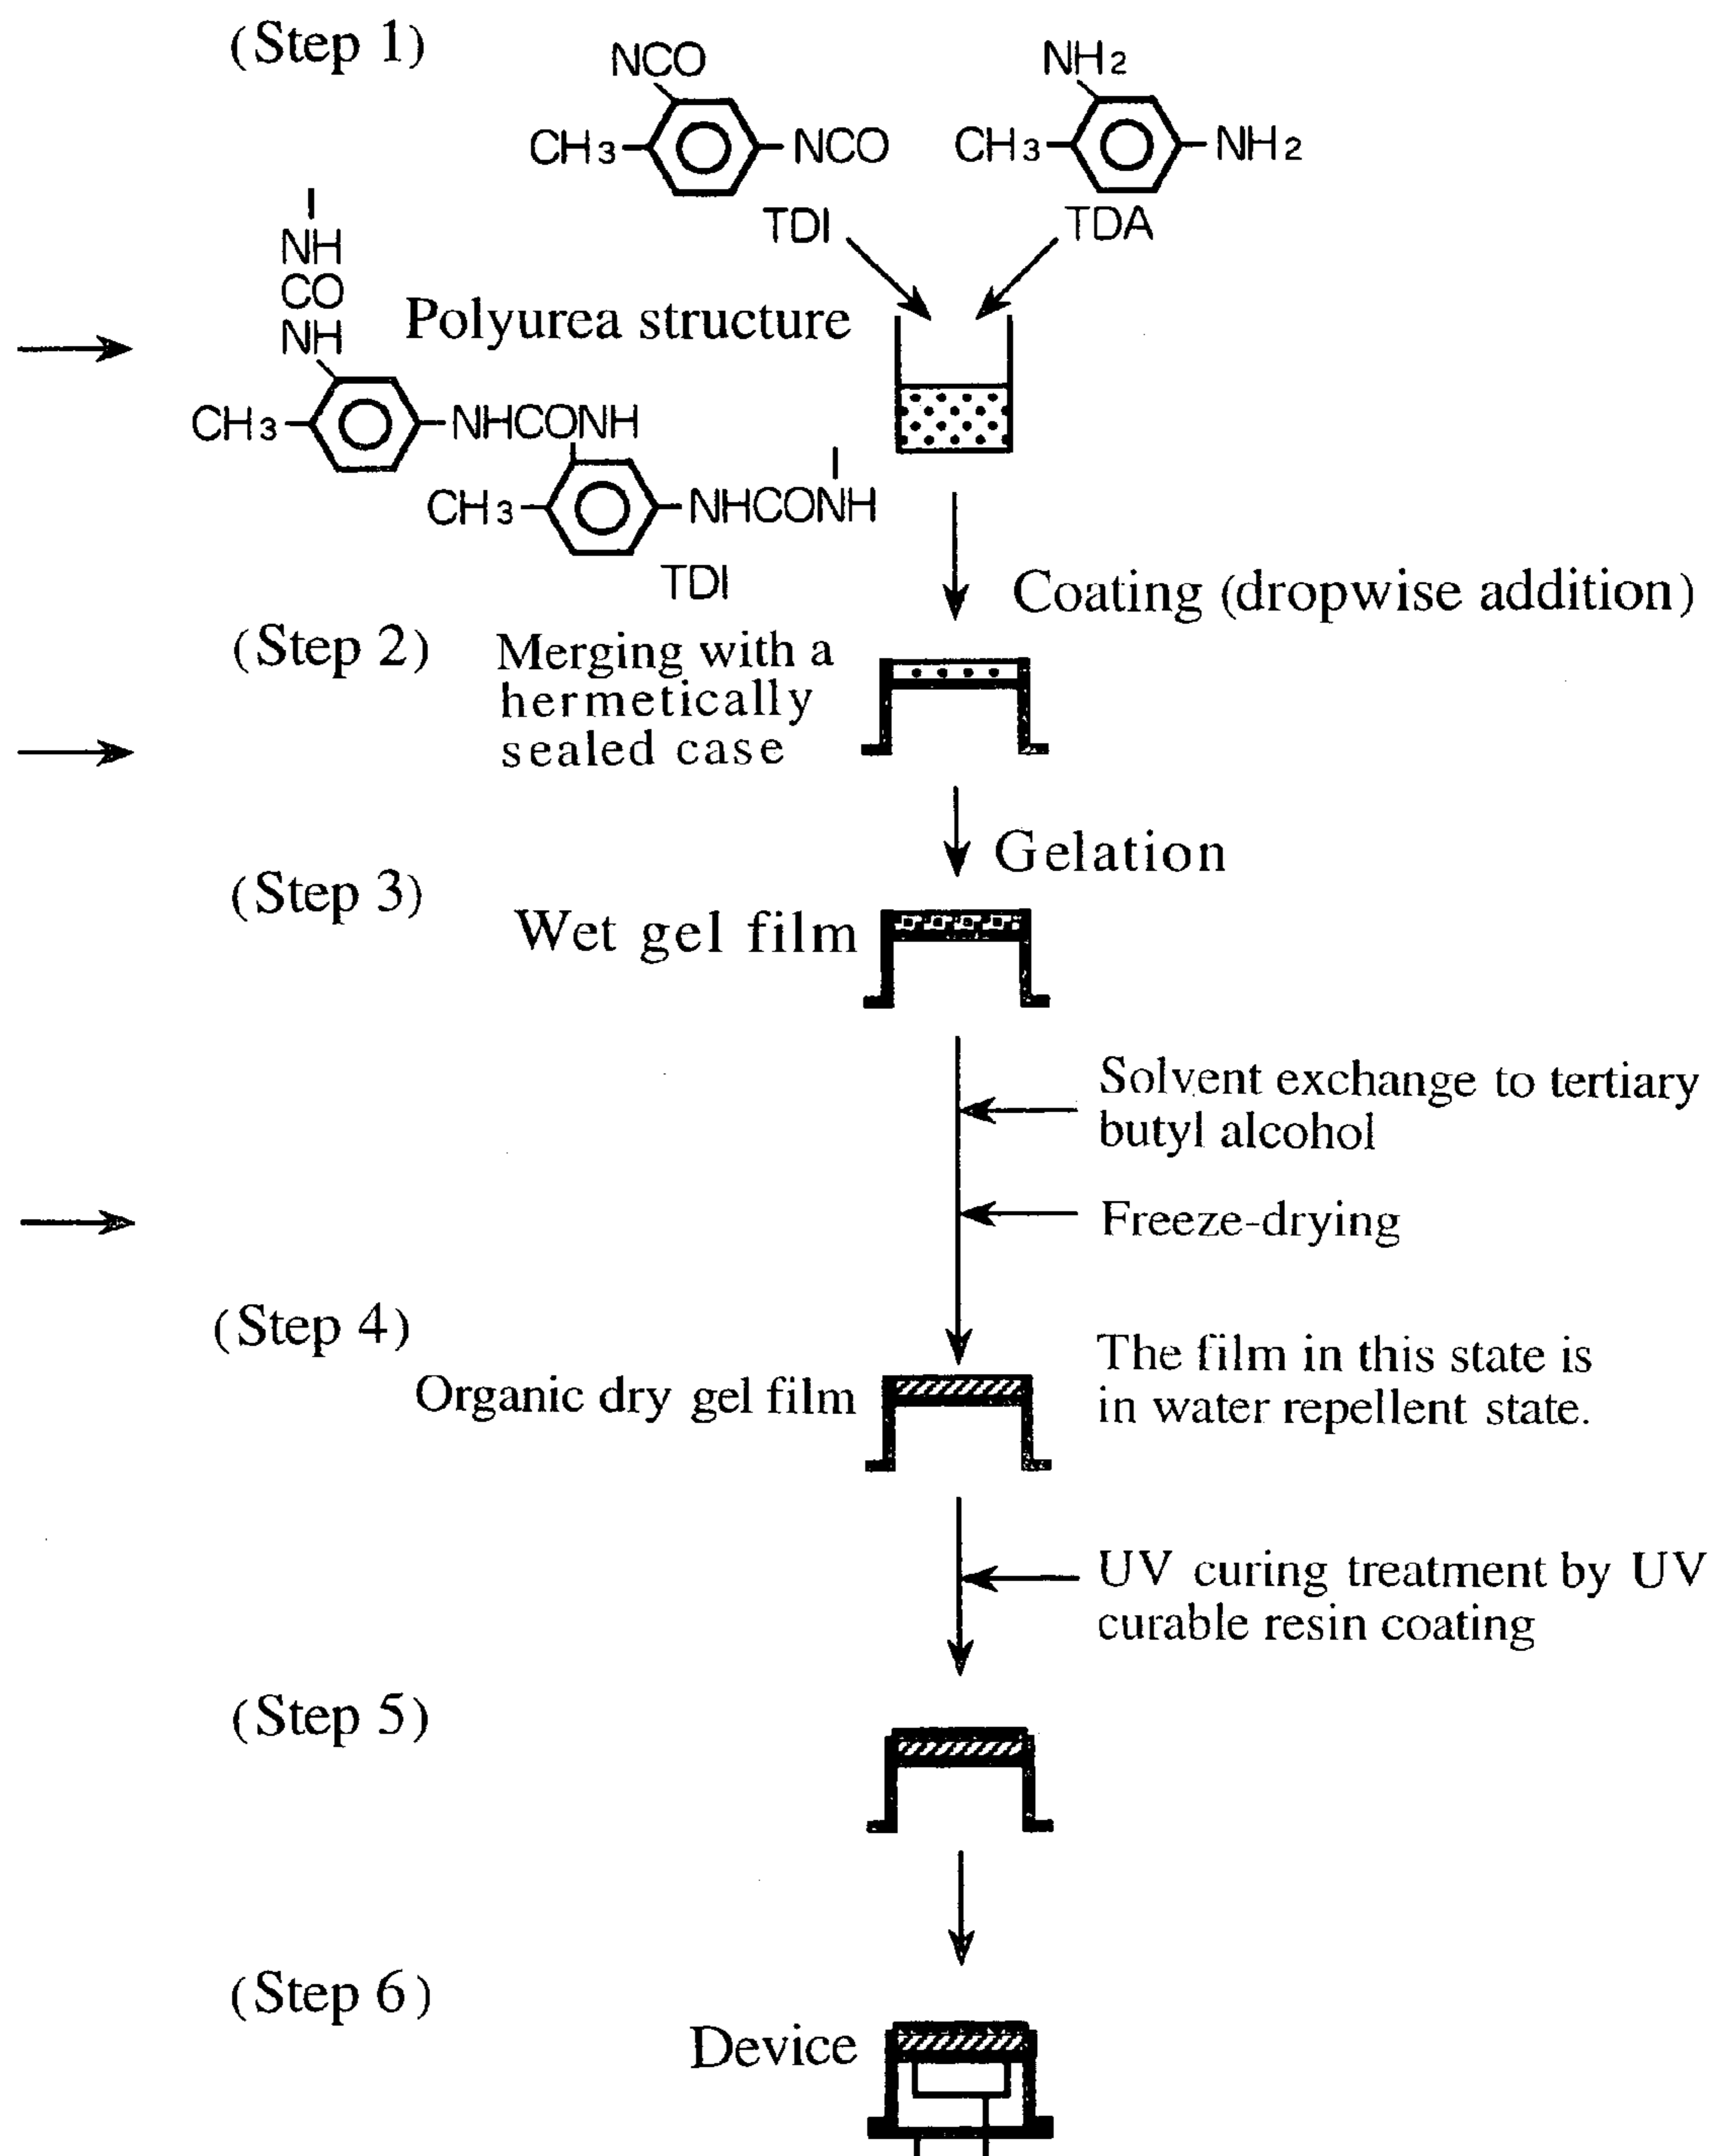 (Step 1)
NCO
CH3
NCO
TDI
NH2
CH3
NH2
TDA
NH
CO
NH
Polyurea structure
CH3
NHCONH
CH3
NHCONH
TDI
Coating (dropwise addition)
(Step 2)
Merging with a
hermetically
sealed case
Gelation
(Step 3)
Wet gel film
Solvent exchange to tertiary
butyl alcohol
Freeze-drying
(Step 4)
Organic dry gel film
The film in this state is
in water repellent state.
UV curing treatment by UV
curable resin coating
(Step 5)
(Step 6)
Device